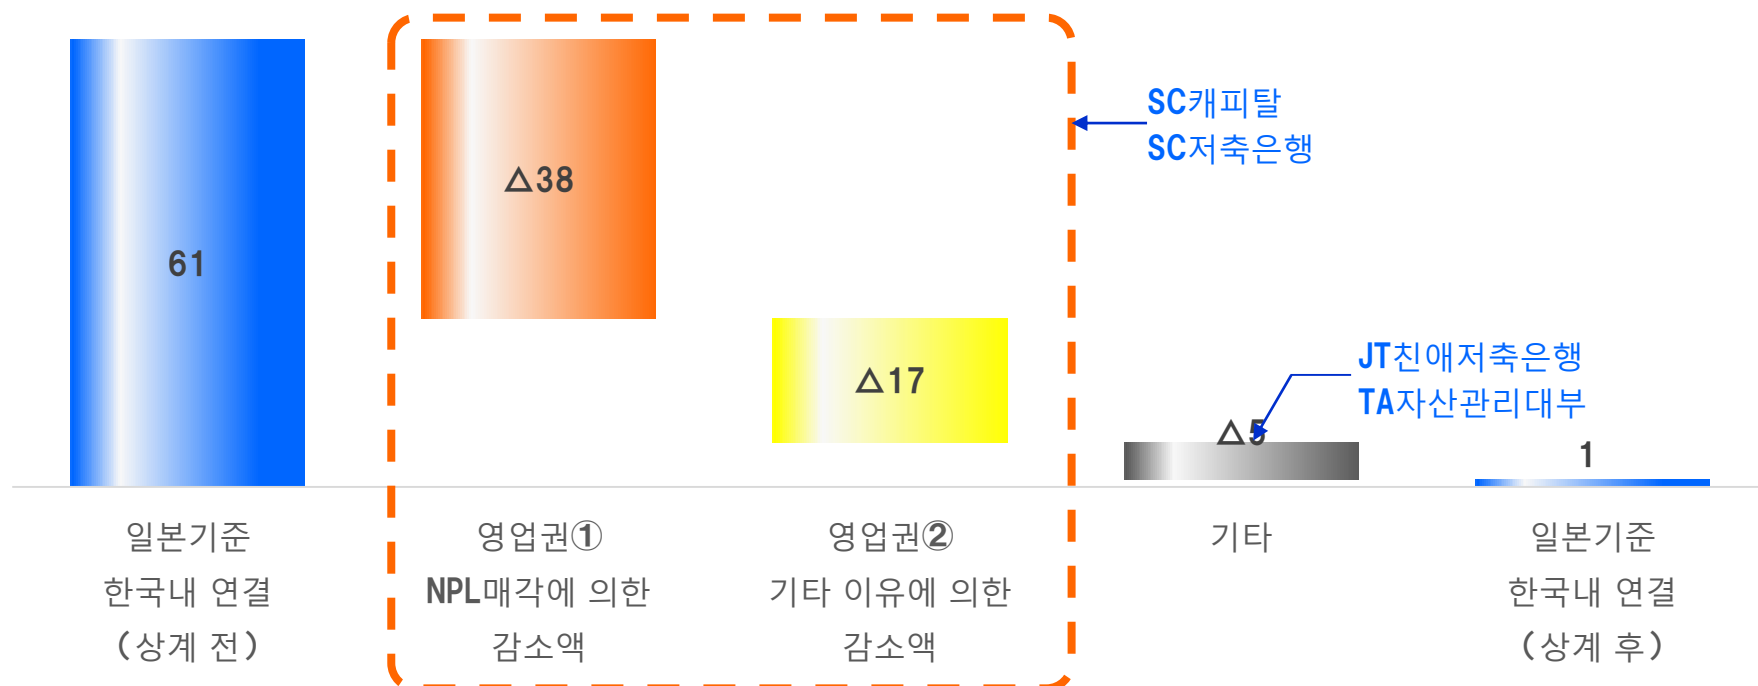 SC캐피탈
SC저축은행
△38
61
JT친애저축은행
TA자산관리대부
△17
△5
1
일본기준
한국내 연결
(상계 전)
영업권①
NPL매각에 의한
감소액
영업권②
기타 이유에 의한
감소액
기타
일본기준
한국내 연결
(상계 후)